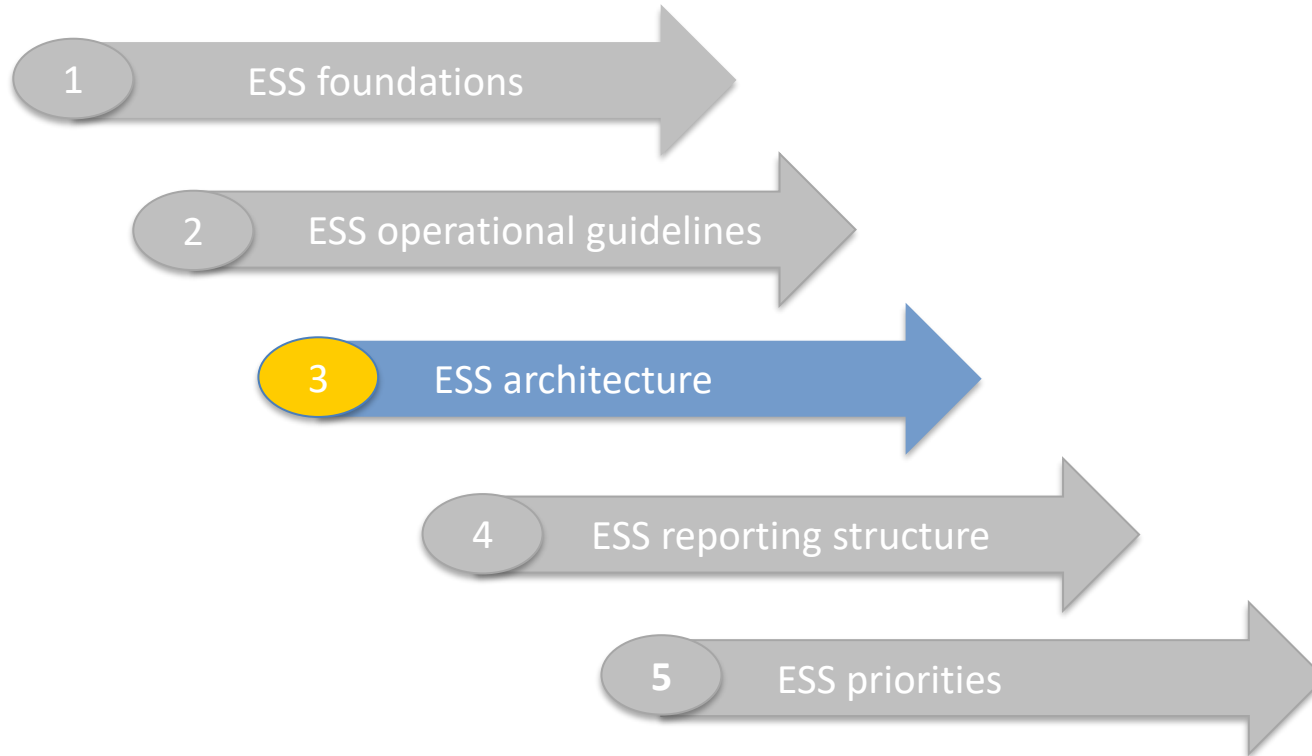 1 ESS foundations
2 ESS operational guidelines
3 ESS architecture
4 ESS reporting structure
5 ESS priorities